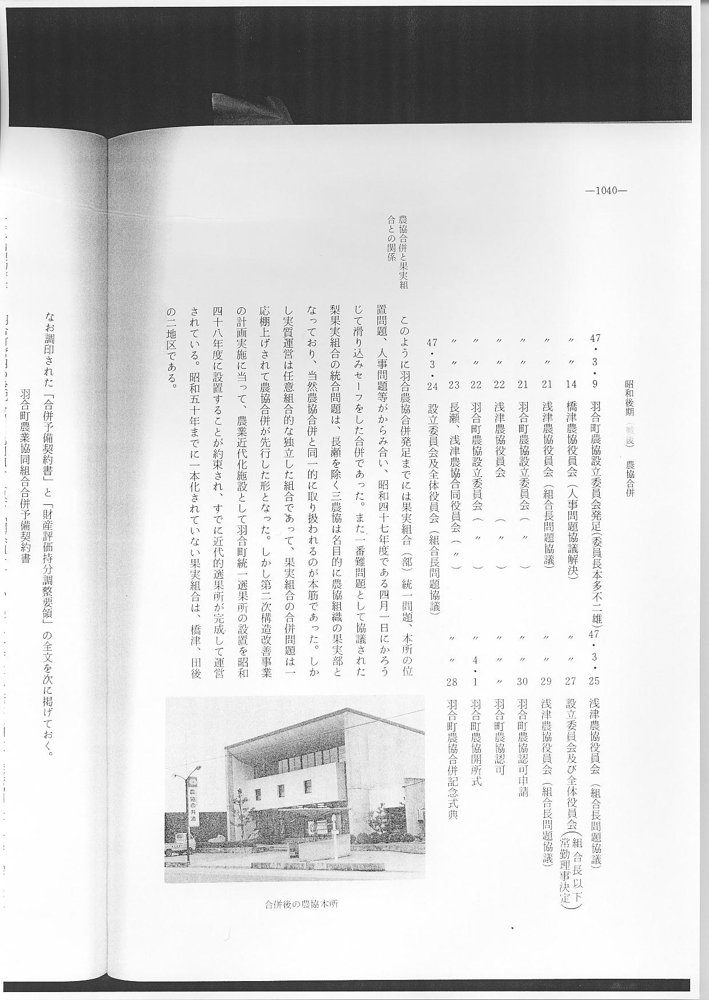 —1040—
昭和後期（戦後）　農協合併
47・3・9　羽合町農協設立委員会発足（委員長本多不二雄）
〃　〃　14　橋津農協役員会（人事問題協議解決）
〃　〃　21　浅津農協役員会（組合長問題協議）
〃　〃　21　羽合町農協設立委員会（　〃　）
〃　〃　22　浅津農協役員会　（　〃　）
〃　〃　22　羽合町農協設立委員会（　〃　）
〃　〃　23　長瀬、浅津農協合同役員会（　〃　）
47・3・24　設立委員会及全体役員会（組合長問題協議）
47・3・25　浅津農協役員会（組合長問題協議）
〃　〃　27　設立委員会及び全体役員会（組合長以下常勤理事決定）
〃　〃　29　浅津農協役員会（組合長問題協議）
〃　〃　30　羽合町農協認可申請
〃　〃　〃　羽合町農協認可
〃　4・1　羽合町農協開所式
〃　〃　28　羽合町農協合併記念式典
農協合併と果実組
合との関係
このように羽合農協合併発足までには果実組合（部）統一問題、本所の位
置問題、人事問題等がからみ合い、昭和四十七年度である四月一日にかろう
じて滑り込みセーフをした合併であった。また一番難問題として協議された
梨果実組合の統合問題は、長瀬を除く三農協は名目的に農協組織の果実部と
なっており、当然農協合併と同一的に取り扱われるのが本筋であった。しか
し実質運営は任意組合的な独立した組合であって、果実組合の合併問題は一
応棚上げされて農協合併が先行した形となった。しかし第二次構造改善事業
の計画実施に当って、農業近代化施設として羽合町統一選果所の設置を昭和
四十八年度に設置することが約束され、すでに近代的選果所が完成して運営
されている。昭和五十年までに一本化されていない果実組合は、橋津、田後
の二地区である。
農協の共済
合併後の農協本所
なお調印された「合併予備契約書」と「財産評価持分調整要領」の全文を次に掲げておく。
羽合町農業協同組合合併予備契約書